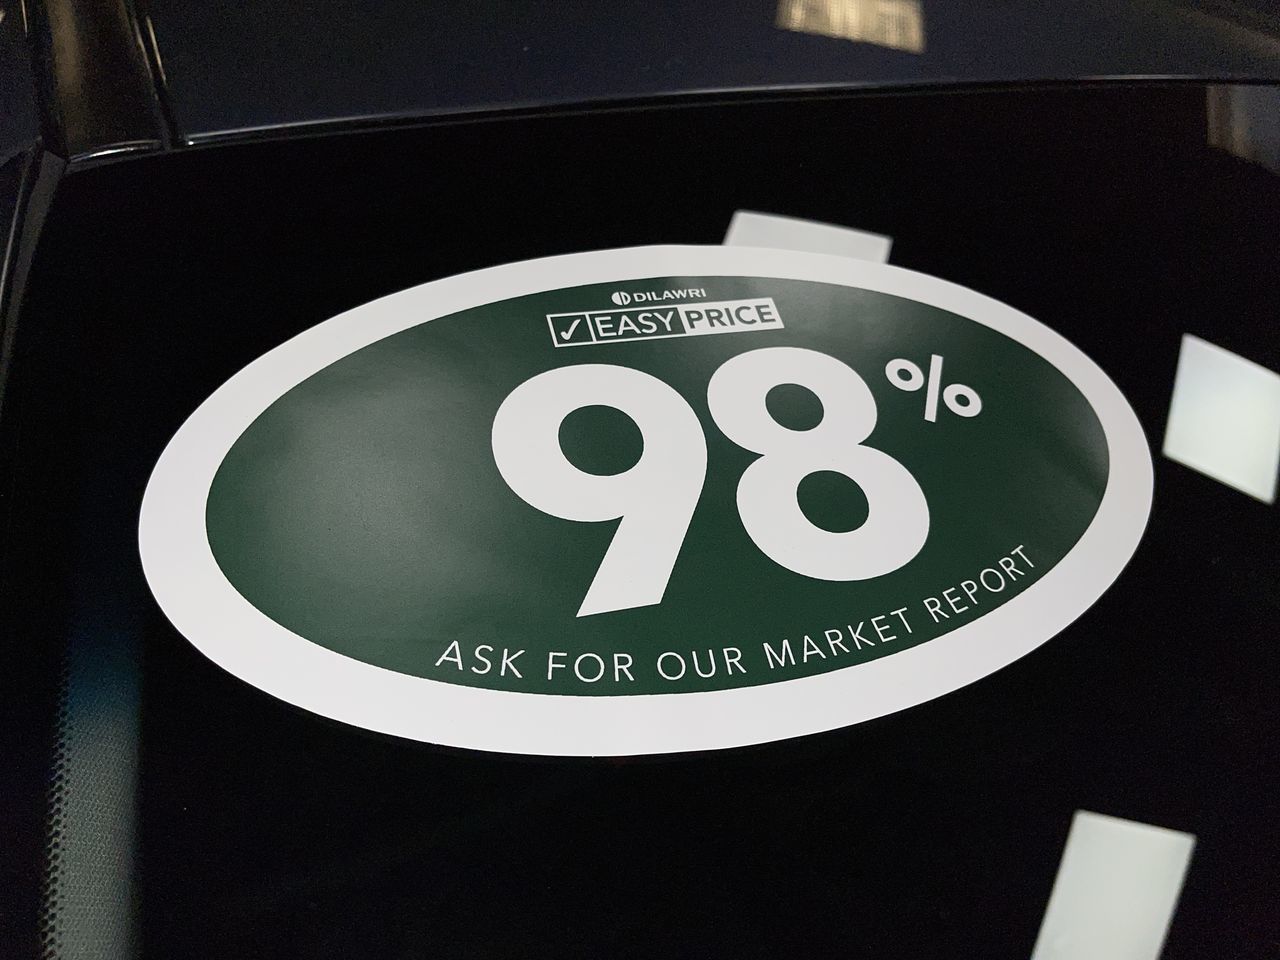 DILAWRI
✓ EASY PRICE
98%
ASK FOR OUR MARKET REPORT